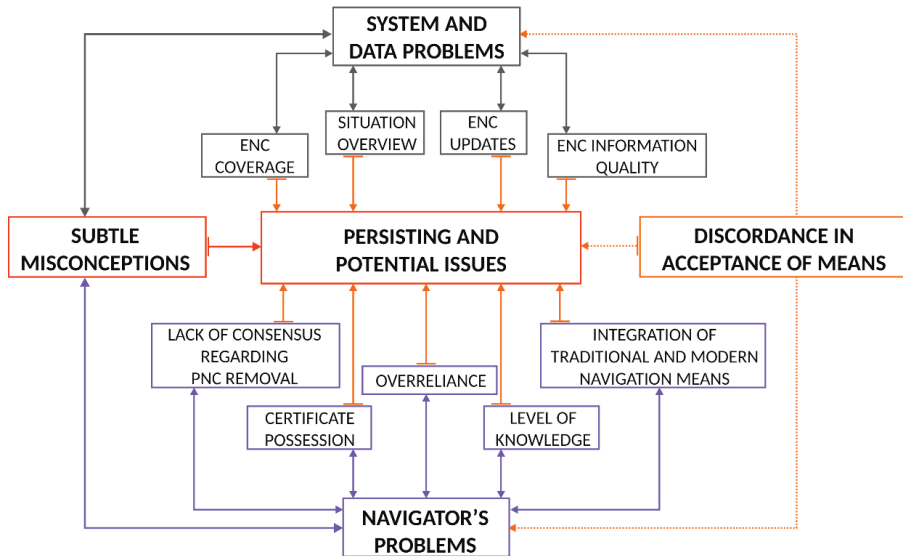 SYSTEM AND
DATA PROBLEMS
ENC
COVERAGE
SITUATION
OVERVIEW
ENC
UPDATES
ENC INFORMATION
QUALITY
SUBTLE
MISCONCEPTIONS
PERSISTING AND
POTENTIAL ISSUES
DISCORDANCE IN
ACCEPTANCE OF MEANS
LACK OF CONSENSUS
REGARDING
PNC REMOVAL
CERTIFICATE
POSSESSION
OVERRELIANCE
LEVEL OF
KNOWLEDGE
INTEGRATION OF
TRADITIONAL AND MODERN
NAVIGATION MEANS
NAVIGATOR'S
PROBLEMS